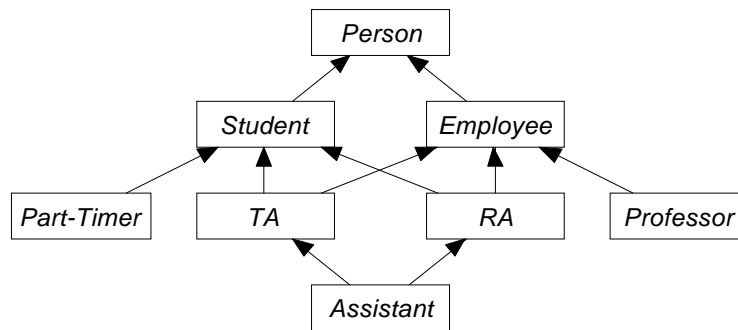 Person
Student
Employee
Part-Timer
TA
RA
Professor
Assistant